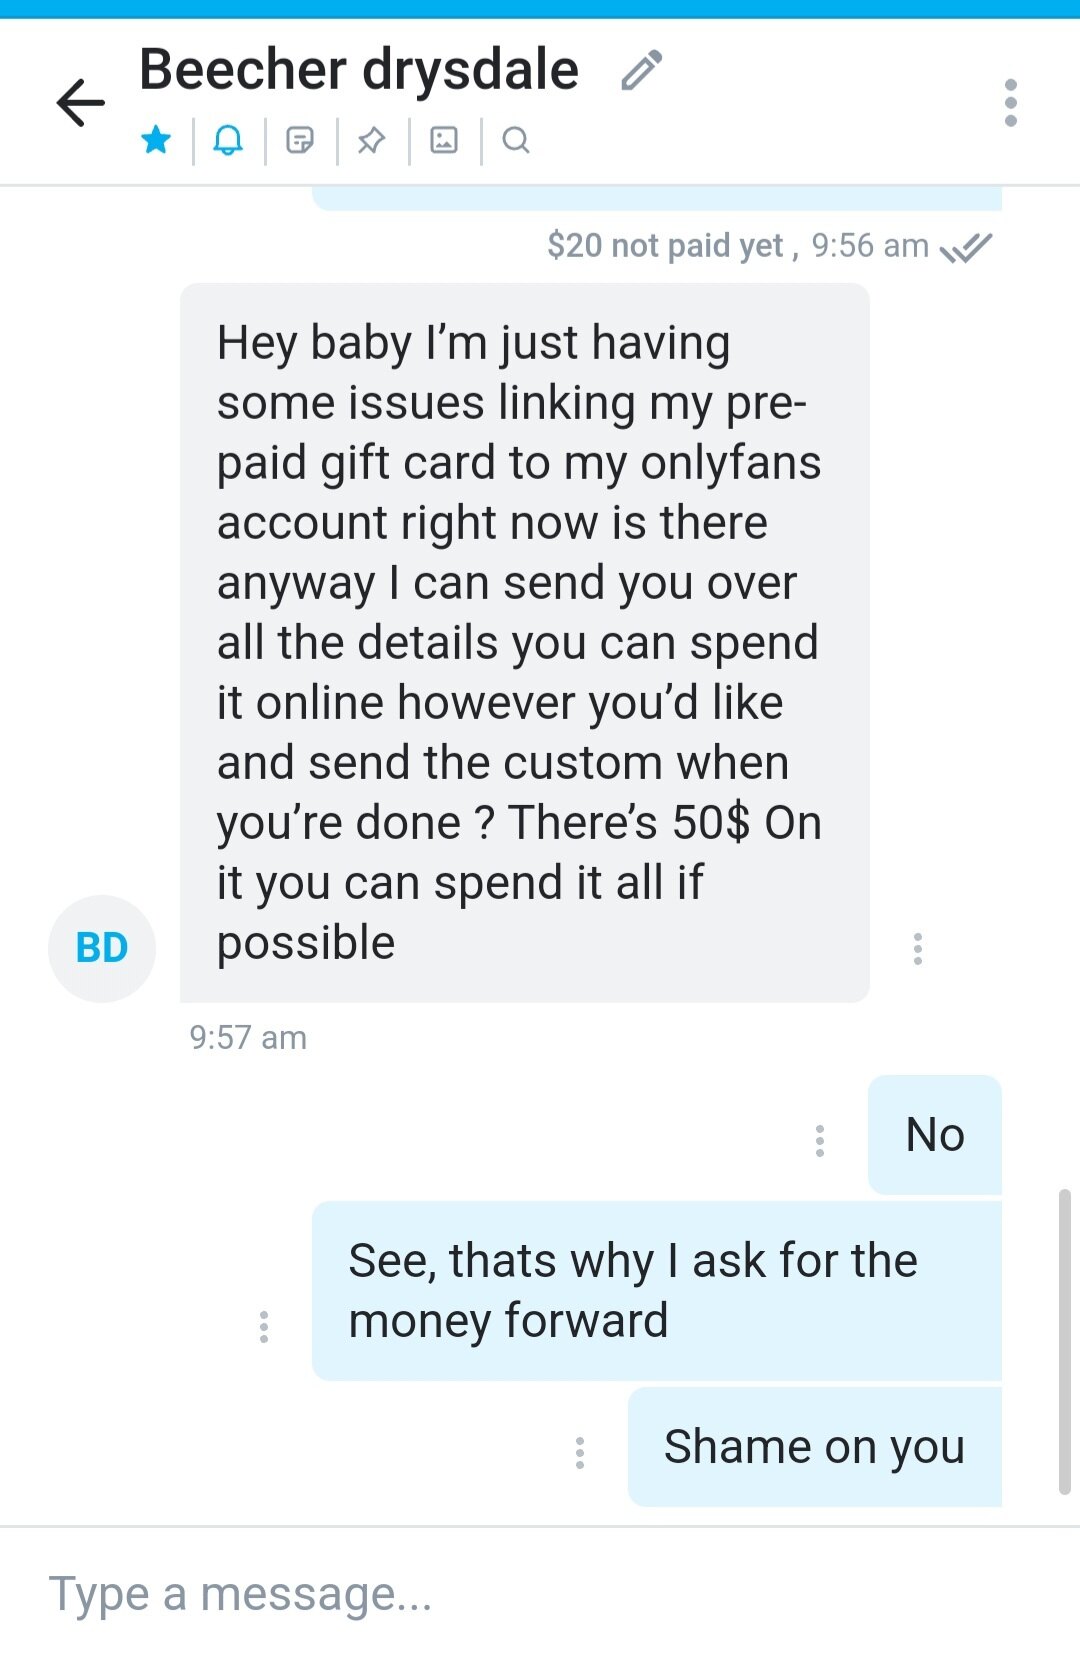 Beecher drysdale
$20 not paid yet , 9:56 am
Hey baby I’m just having
some issues linking my pre-
paid gift card to my onlyfans
account right now is there
anyway I can send you over
all the details you can spend
it online however you’d like
and send the custom when
you’re done ? There’s 50$ On
it you can spend it all if
possible
BD
9:57 am
No
See, thats why I ask for the
money forward
Shame on you
Type a message...